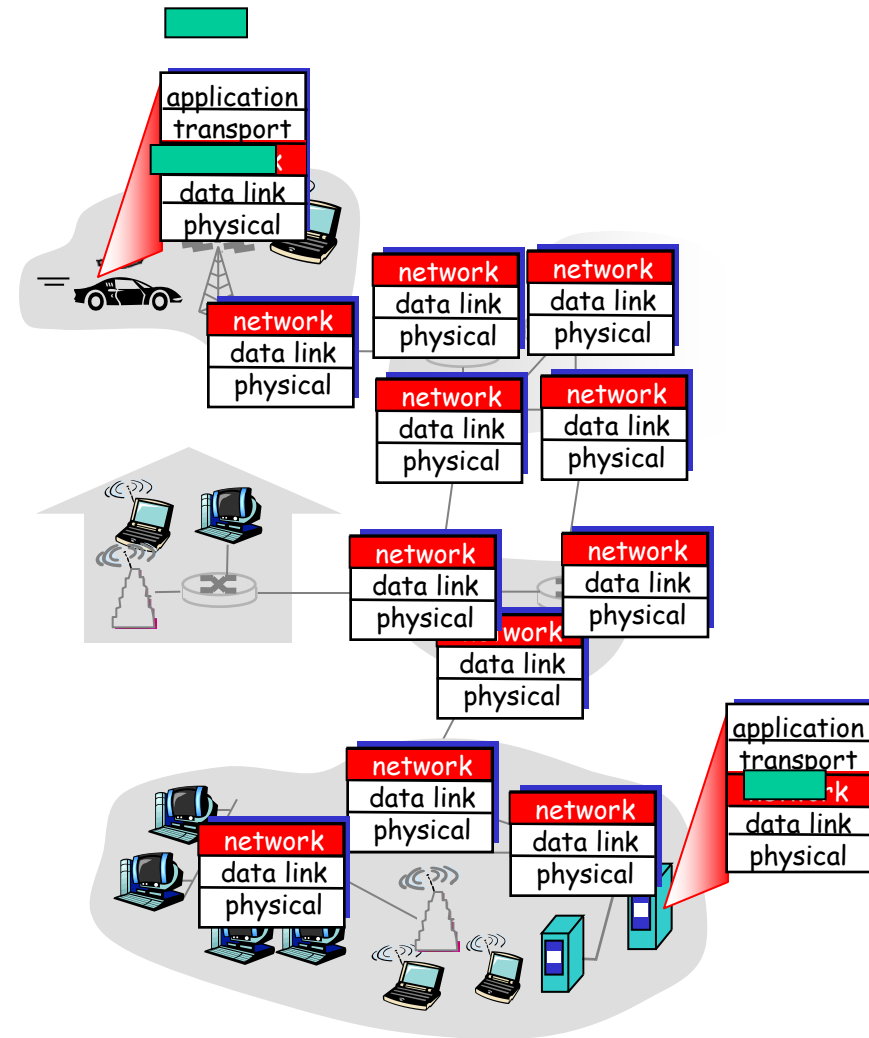 application
transport
data link
physical
network
data link
physical
network
data link
physical
network
data link
physical
network
data link
physical
network
data link
physical
network
data link
physical
network
data link
physical
data link
physical
application
transport
data link
physical
network
data link
physical
network
data link
physical
network
data link
physical